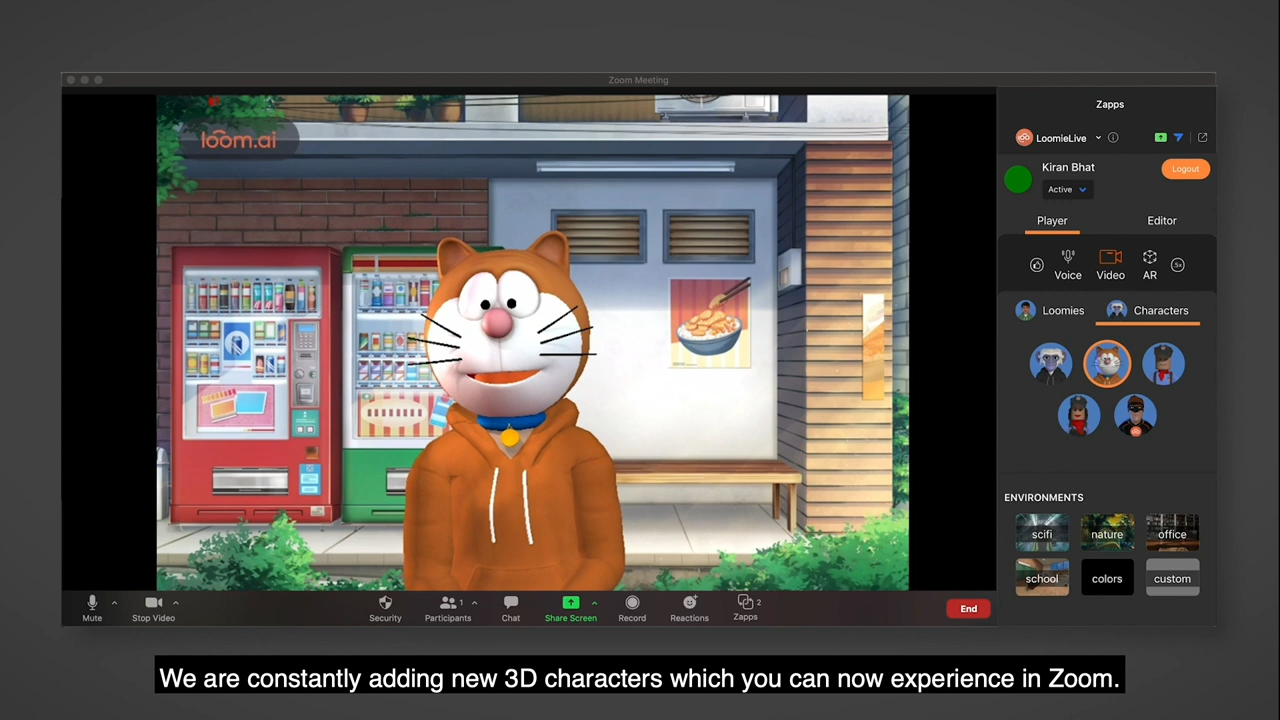 Zoom Meeting
loom.ai
Zapps
LoomieLive
Kiran Bhat
Logout
Active
Player
Editor
Voice
Video
AR
5s
Loomies
Characters
ENVIRONMENTS
scifi
nature
office
school
colors
custom
Mute
Stop Video
Security
1
Participants
Chat
Share Screen
Record
Reactions
2
Zapps
End
We are constantly adding new 3D characters which you can now experience in Zoom.